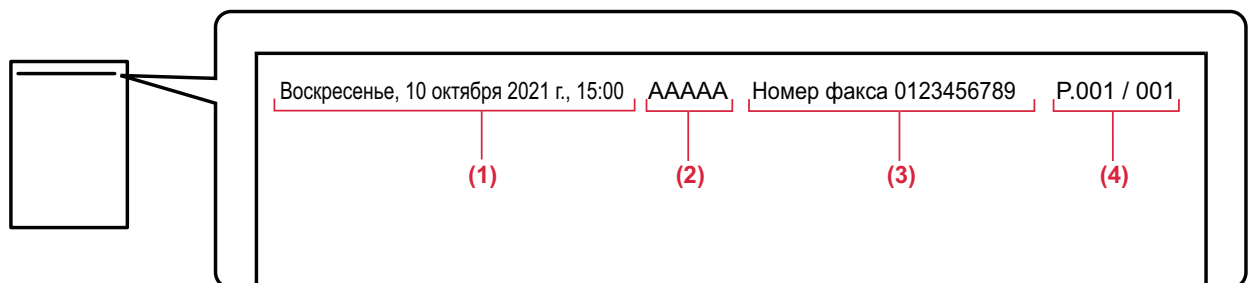 Воскресенье, 10 октября 2021 г., 15:00 AAAAA Номер факса 0123456789 P.001 / 001
(1) (2) (3) (4)